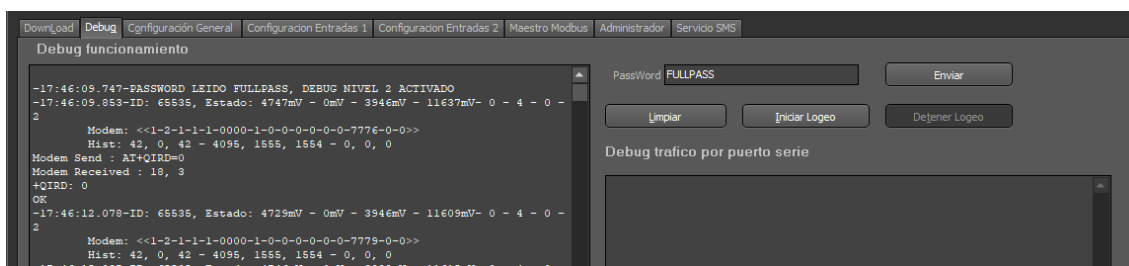 DownLoad Debug Configuración General Configuracion Entradas 1 Configuracion Entradas 2 Maestro Modbus Administrador Servicio SMS
Debug funcionamiento
-17:46:09.747-PASSWORD LEIDO FULLPASS, DEBUG NIVEL 2 ACTIVADO
-17:46:09.853-ID: 65535, Estado: 4747mV - 0mV - 3946mV - 11637mV- 0 - 4 - 0 -
2
Modem: <<1-2-1-1-1-0000-1-0-0-0-0-0-0-7776-0-0>>
Hist: 42, 0, 42 - 4095, 1555, 1554 - 0, 0, 0
Modem Send : AT+QIRD=0
Modem Received : 18, 3
+QIRD: 0
OK
-17:46:12.078-ID: 65535, Estado: 4729mV - 0mV - 3946mV - 11609mV- 0 - 4 - 0 -
2
Modem: <<1-2-1-1-1-0000-1-0-0-0-0-0-0-7779-0-0>>
Hist: 42, 0, 42 - 4095, 1555, 1554 - 0, 0, 0
PassWord FULLPASS Enviar
Limpiar Iniciar Logeo Detener Logeo
Debug trafico por puerto serie